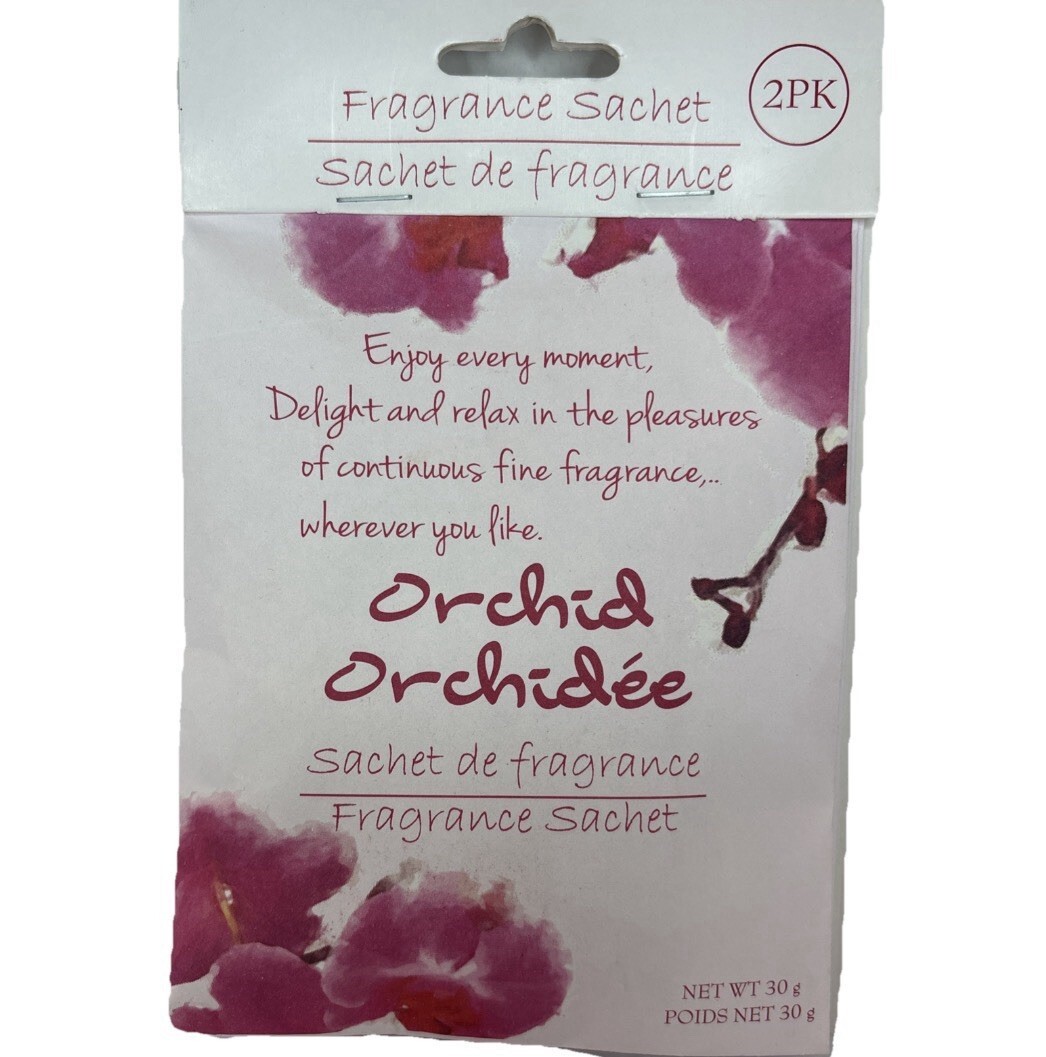 Fragrance Sachet
2PK
Sachet de fragrance
Enjoy every moment,
Delight and relax in the pleasures
of continuous fine fragrance,..
wherever you like.
Orchid
Orchidée
Sachet de fragrance
Fragrance Sachet
NET WT 30 g
POIDS NET 30 g